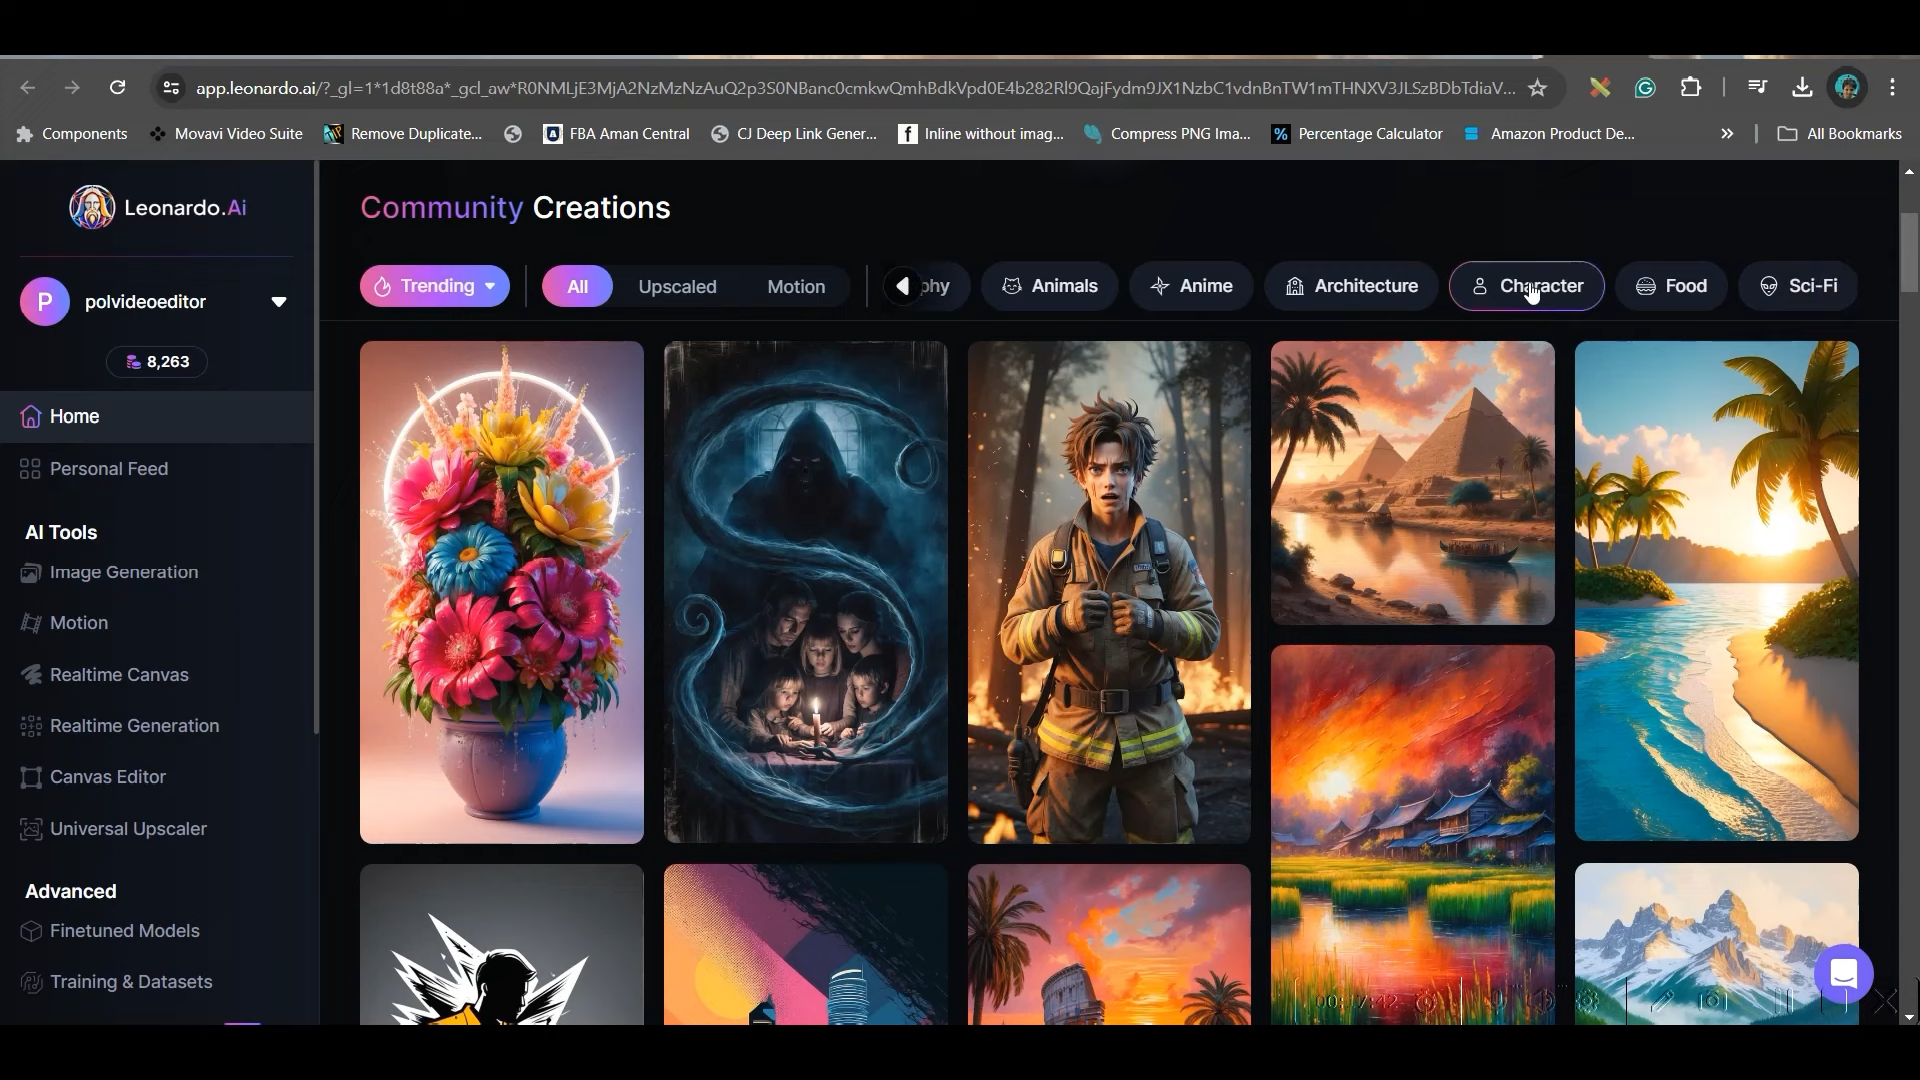 app.leonardo.ai/?_gl=1*1d8t88a*_gcl_aw*R0NMLjE3MjA2NzMzNzAuQ2p3S0NBanc0cmkwQmhBdkVpd0E4b282Rl9QajFydm9JX1NzbC1vdnBnTW1mTHNXV3JLSzBDbTdiaV...
Components
Movavi Video Suite
Remove Duplicate...
FBA Aman Central
CJ Deep Link Gener...
Inline without imag...
Compress PNG Ima...
Percentage Calculator
Amazon Product De...
All Bookmarks
Leonardo.Ai
P
polvideoeditor
8,263
Home
Personal Feed
AI Tools
Image Generation
Motion
Realtime Canvas
Realtime Generation
Canvas Editor
Universal Upscaler
Advanced
Finetuned Models
Training & Datasets
Community Creations
Trending
All
Upscaled
Motion
phy
Animals
Anime
Architecture
Character
Food
Sci-Fi